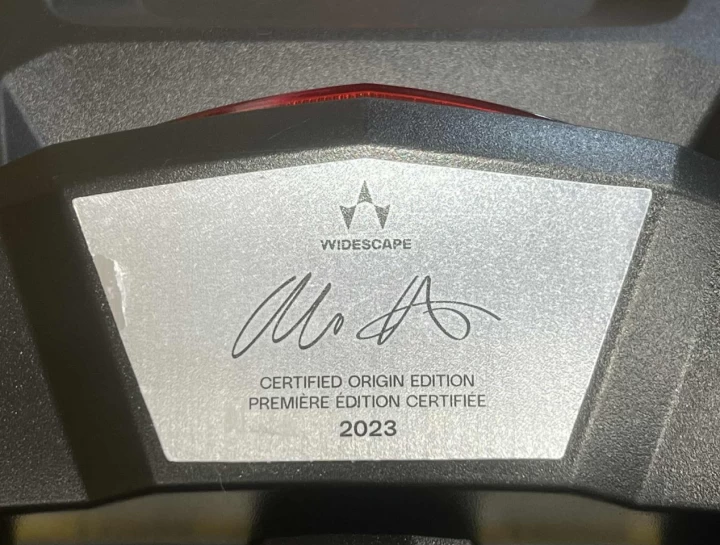 WIDESCAPE
CERTIFIED ORIGIN EDITION
PREMIÈRE ÉDITION CERTIFIÉE
2023